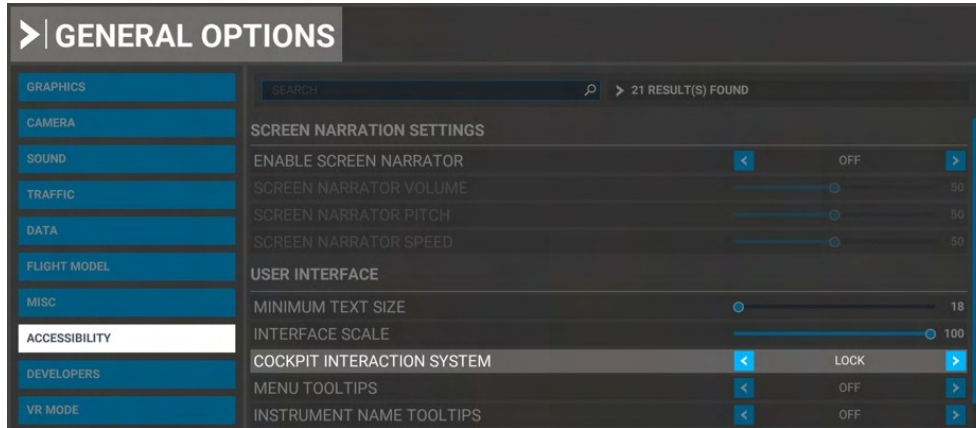 GENERAL OPTIONS
GRAPHICS
CAMERA
SOUND
TRAFFIC
DATA
FLIGHT MODEL
MISC
ACCESSIBILITY
DEVELOPERS
VR MODE
SEARCH
21 RESULT(S) FOUND
SCREEN NARRATION SETTINGS
ENABLE SCREEN NARRATOR OFF
SCREEN NARRATOR VOLUME 50
SCREEN NARRATOR PITCH 50
SCREEN NARRATOR SPEED 50
USER INTERFACE
MINIMUM TEXT SIZE 18
INTERFACE SCALE 100
COCKPIT INTERACTION SYSTEM LOCK
MENU TOOLTIPS OFF
INSTRUMENT NAME TOOLTIPS OFF